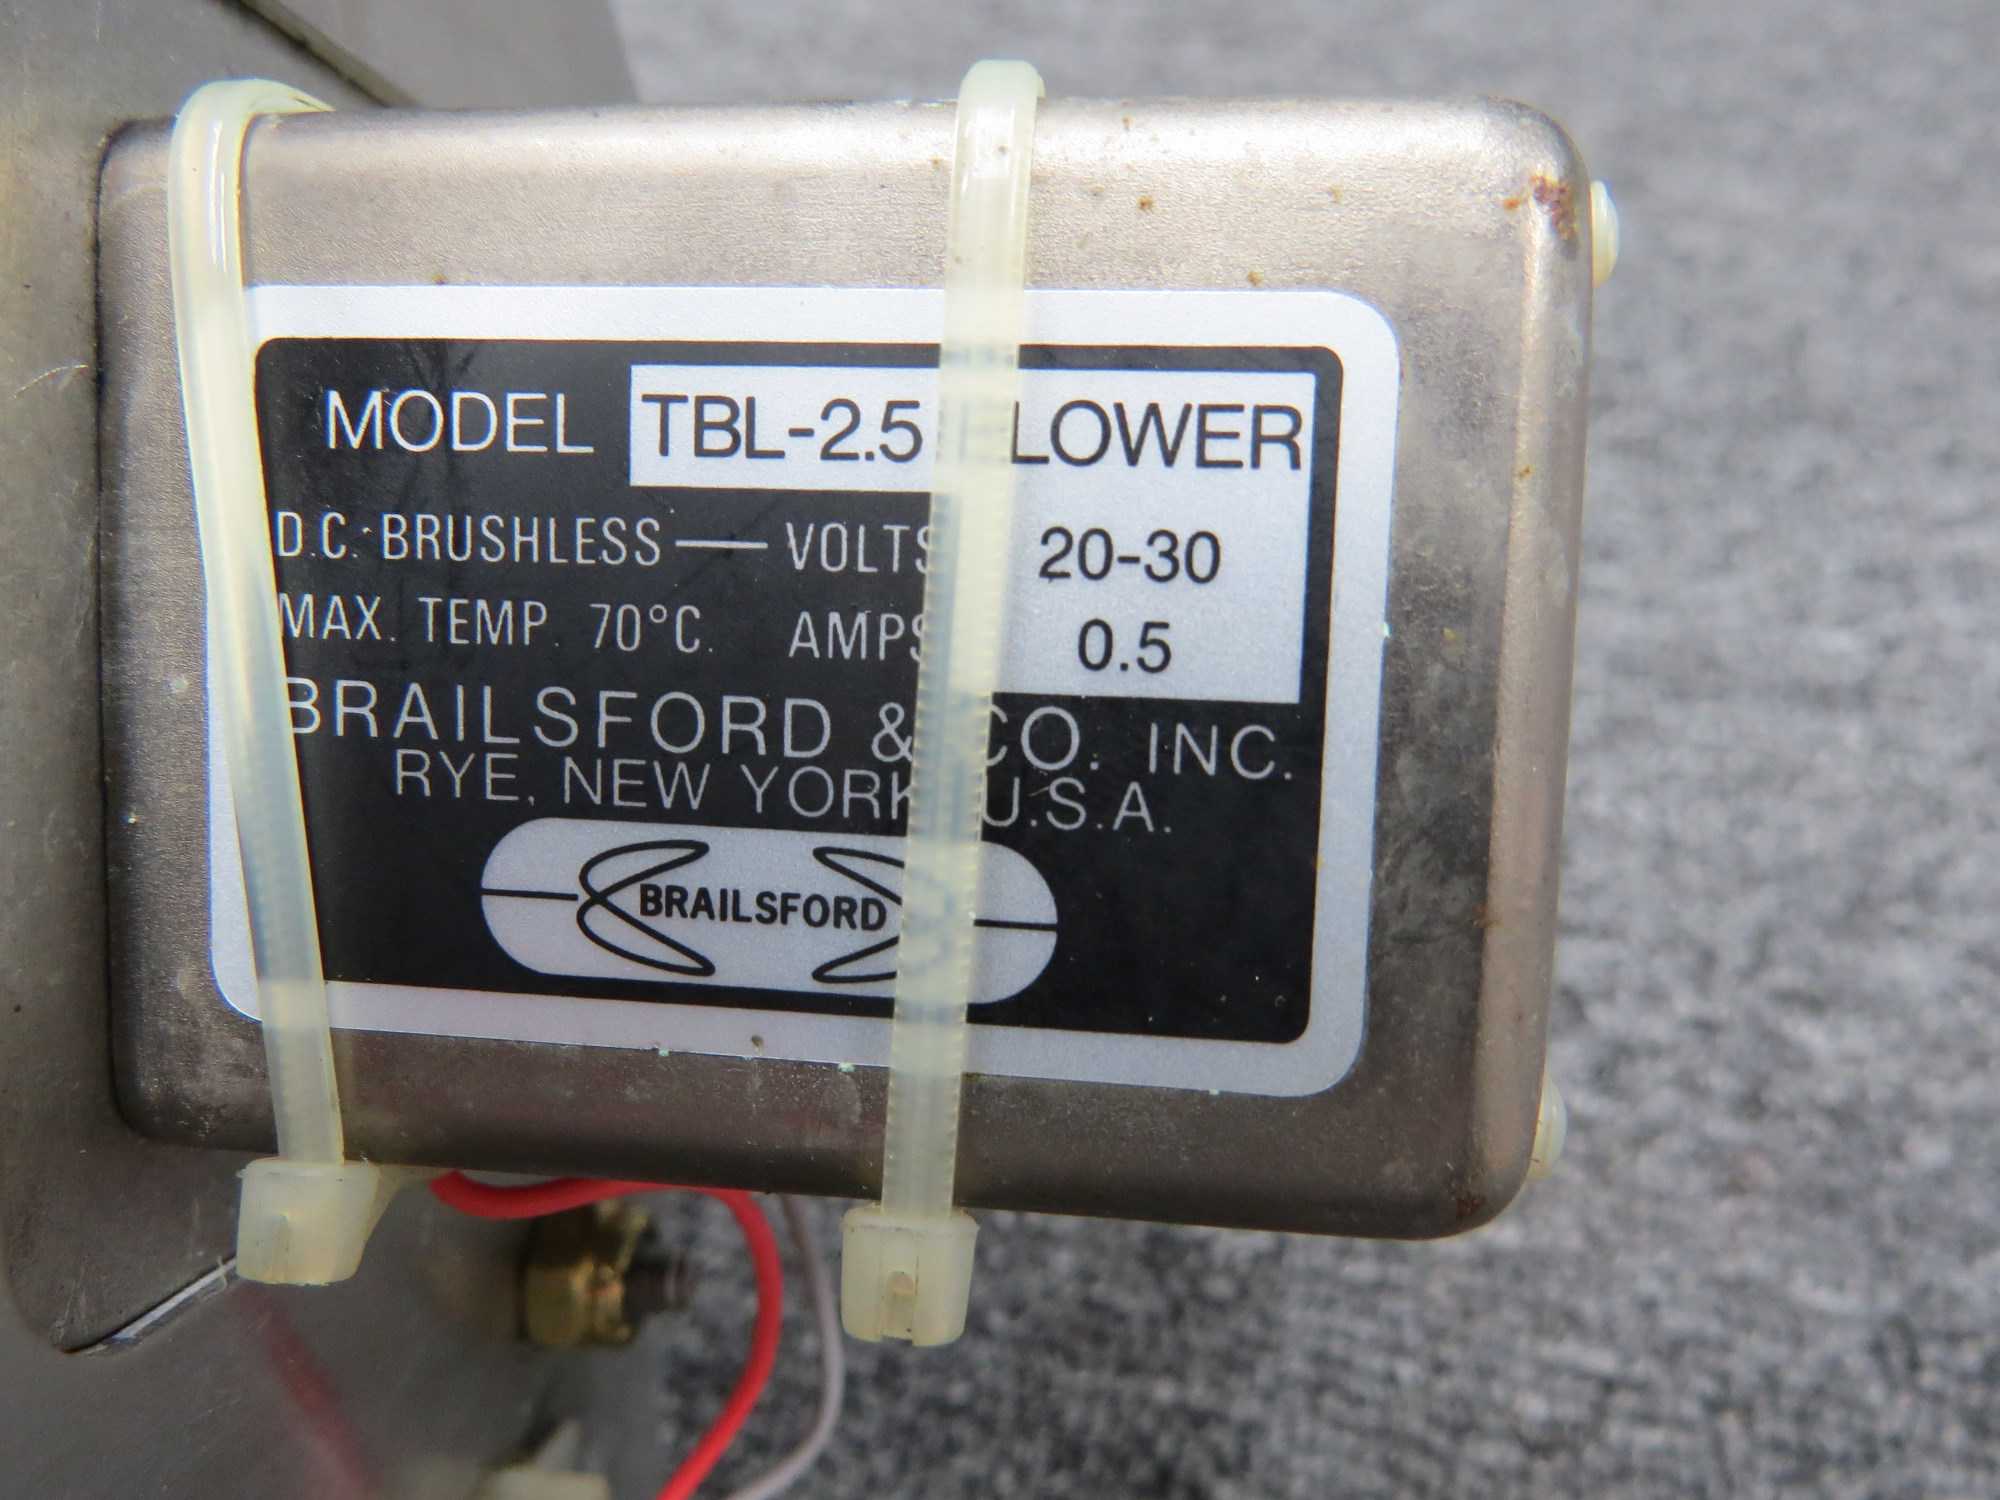 MODEL TBL-2.5 BLOWER
D.C. BRUSHLESS — VOLTS 20-30
MAX. TEMP. 70°C. AMPS 0.5
BRAILSFORD & CO. INC.
RYE, NEW YORK, U.S.A.
BRAILSFORD